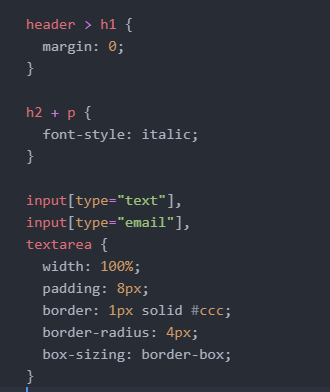 header > h1 {
  margin: 0;
}

h2 + p {
  font-style: italic;
}

input[type="text"],
input[type="email"],
textarea {
  width: 100%;
  padding: 8px;
  border: 1px solid #ccc;
  border-radius: 4px;
  box-sizing: border-box;
}